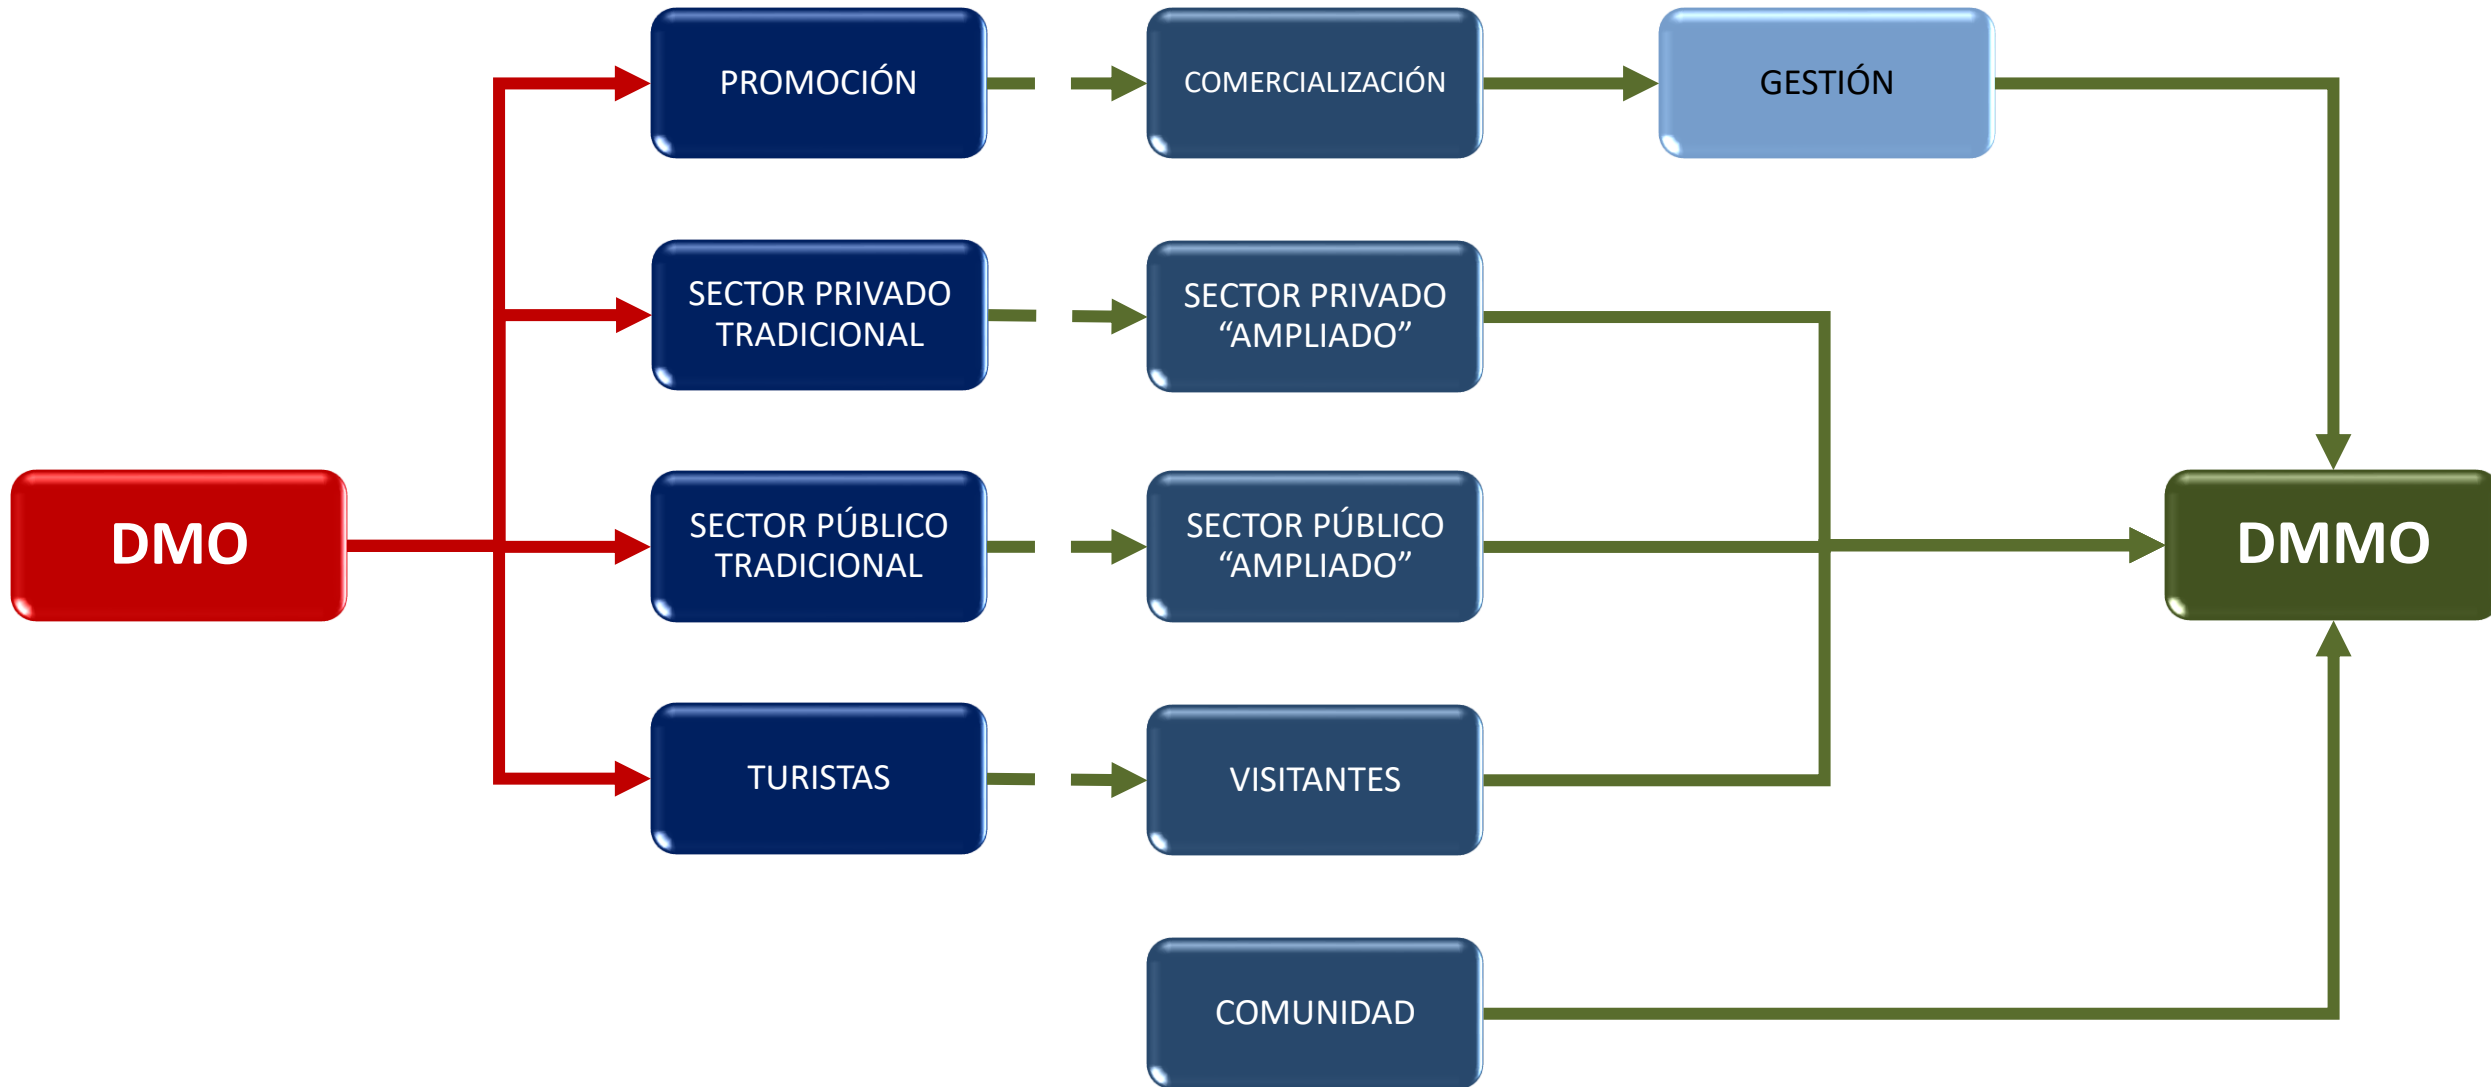 PROMOCIÓN
COMERCIALIZACIÓN
GESTIÓN
SECTOR PRIVADO
TRADICIONAL
SECTOR PRIVADO
“AMPLIADO”
DMO
SECTOR PÚBLICO
TRADICIONAL
SECTOR PÚBLICO
“AMPLIADO”
DMMO
TURISTAS
VISITANTES
COMUNIDAD